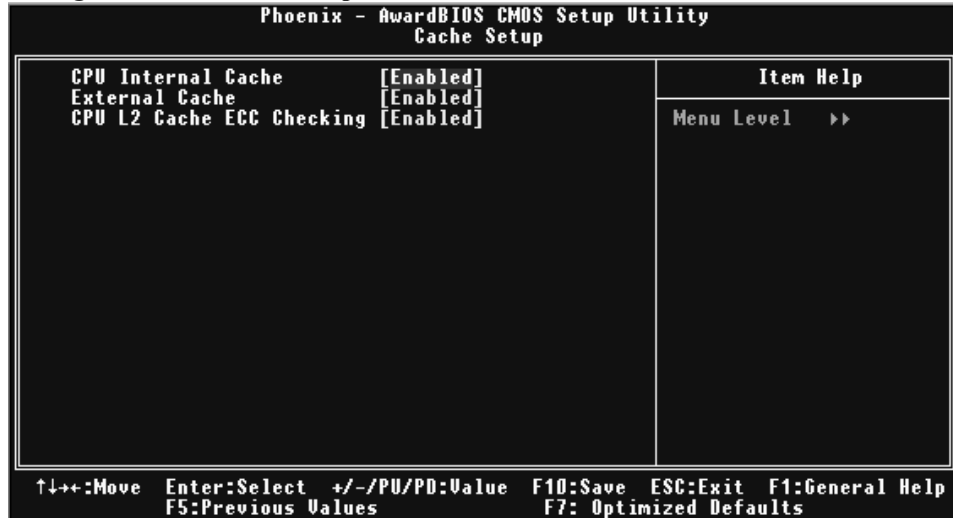 Phoenix - AwardBIOS CMOS Setup Utility
Cache Setup
CPU Internal Cache [Enabled]
External Cache [Enabled]
CPU L2 Cache ECC Checking [Enabled]
Item Help
Menu Level ▸▸
↑↓→←:Move Enter:Select +/-/PU/PD:Value F10:Save ESC:Exit F1:General Help
F5:Previous Values F7: Optimized Defaults